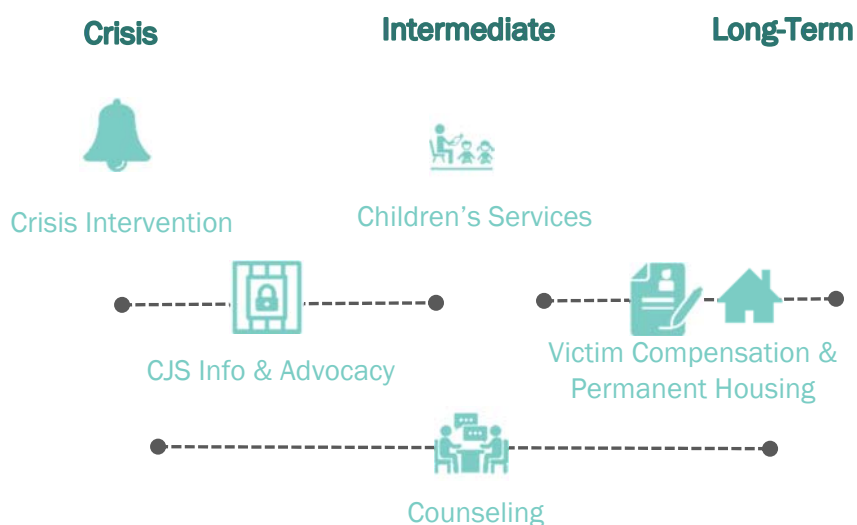 Crisis
Intermediate
Long-Term
Crisis Intervention
Children’s Services
CJS Info & Advocacy
Victim Compensation &
Permanent Housing
Counseling